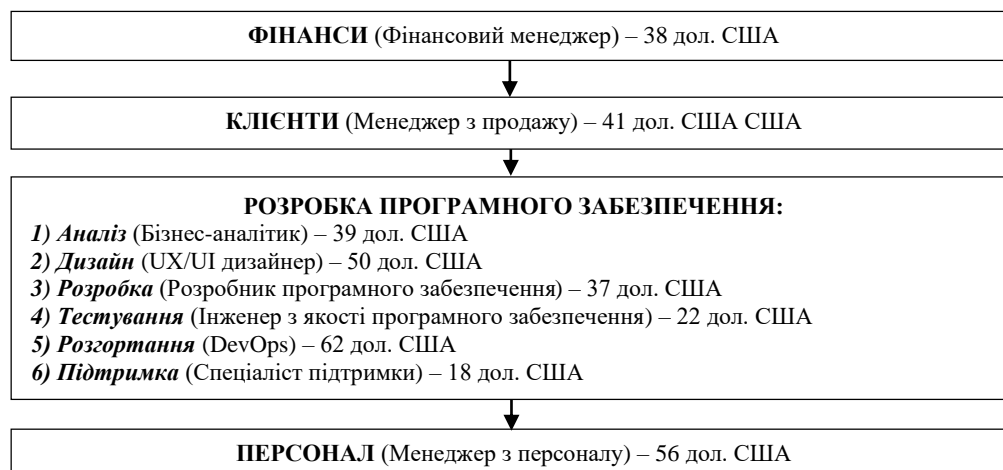 ФІНАНСИ (Фінансовий менеджер) – 38 дол. США
КЛІЄНТИ (Менеджер з продажу) – 41 дол. США США
РОЗРОБКА ПРОГРАМНОГО ЗАБЕЗПЕЧЕННЯ:
1) Аналіз (Бізнес-аналітик) – 39 дол. США
2) Дизайн (UX/UI дизайнер) – 50 дол. США
3) Розробка (Розробник програмного забезпечення) – 37 дол. США
4) Тестування (Інженер з якості програмного забезпечення) – 22 дол. США
5) Розгортання (DevOps) – 62 дол. США
6) Підтримка (Спеціаліст підтримки) – 18 дол. США
ПЕРСОНАЛ (Менеджер з персоналу) – 56 дол. США